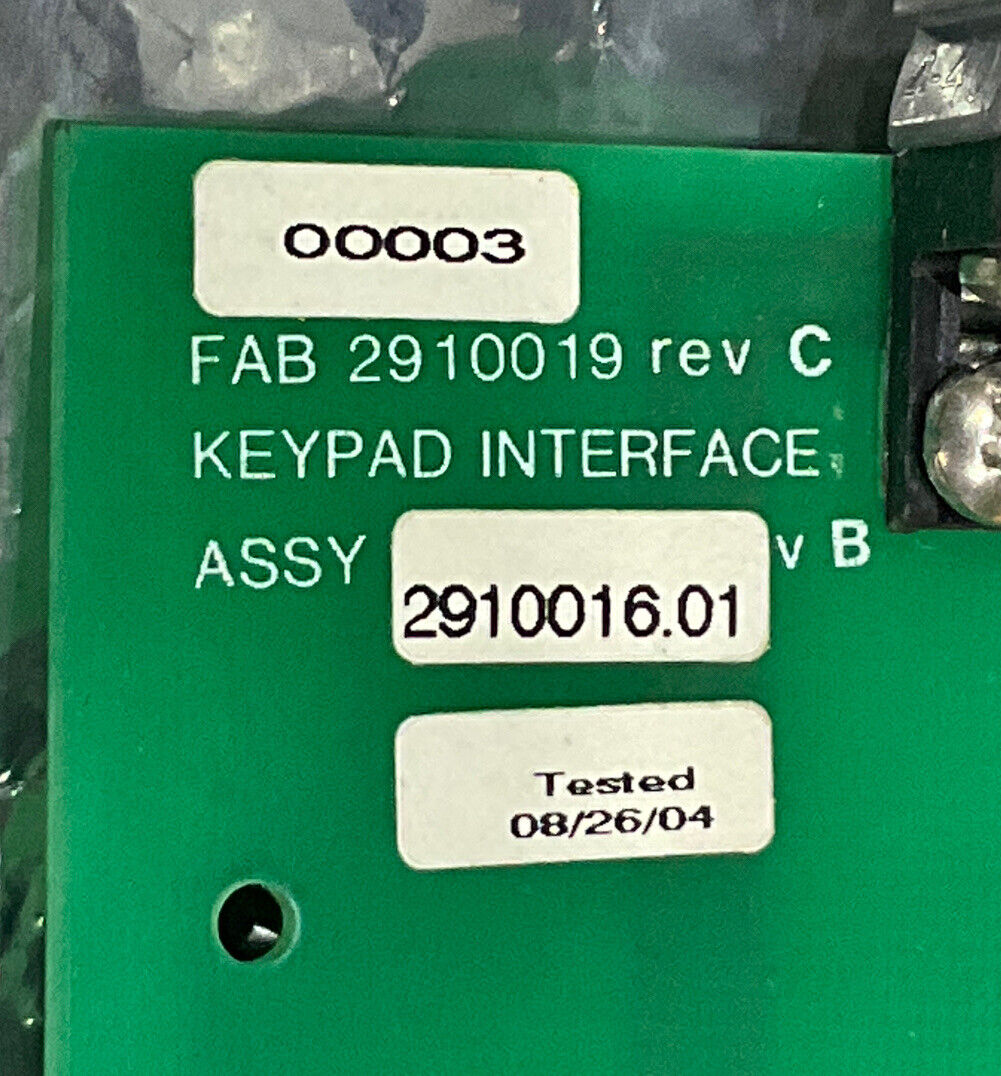 00003
FAB 2910019 rev C
KEYPAD INTERFACE
ASSY 2910016.01 v B
Tested
08/26/04